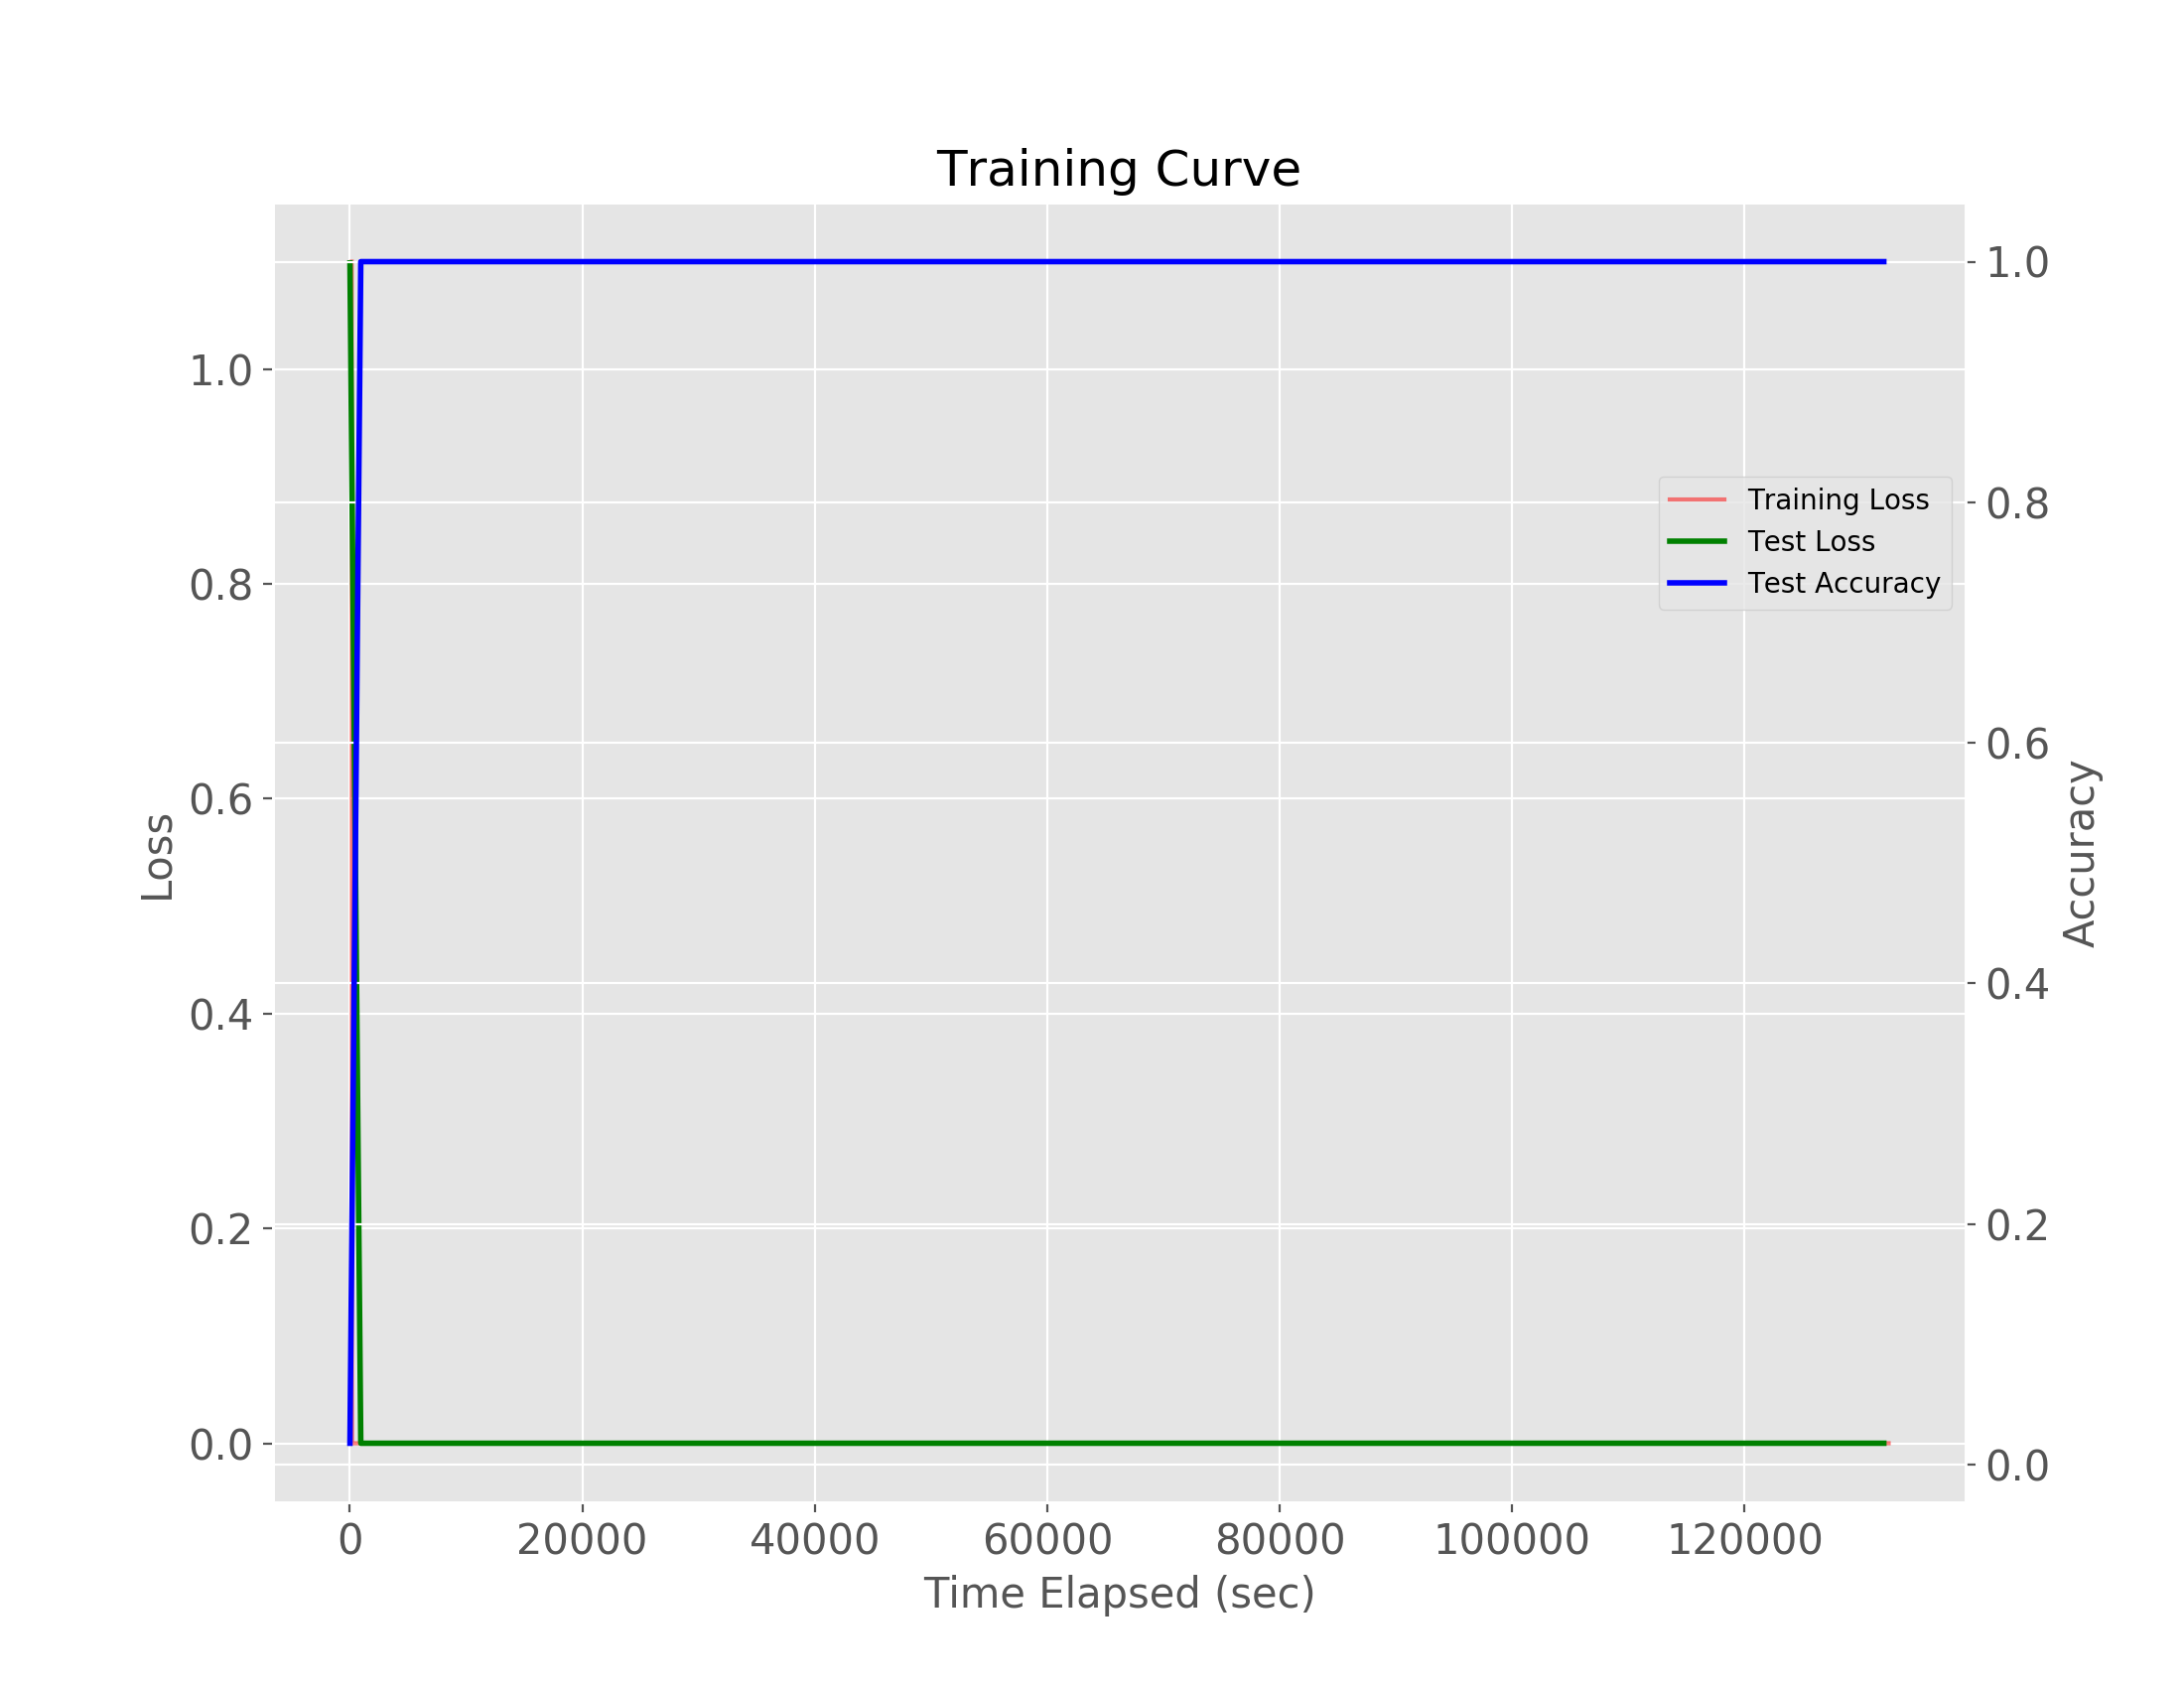 Training Curve
1.0
0.8
0.6
0.4
0.2
0.0
Loss
1.0
0.8
0.6
0.4
0.2
0.0
Accuracy
Training Loss
Test Loss
Test Accuracy
0 20000 40000 60000 80000 100000 120000
Time Elapsed (sec)